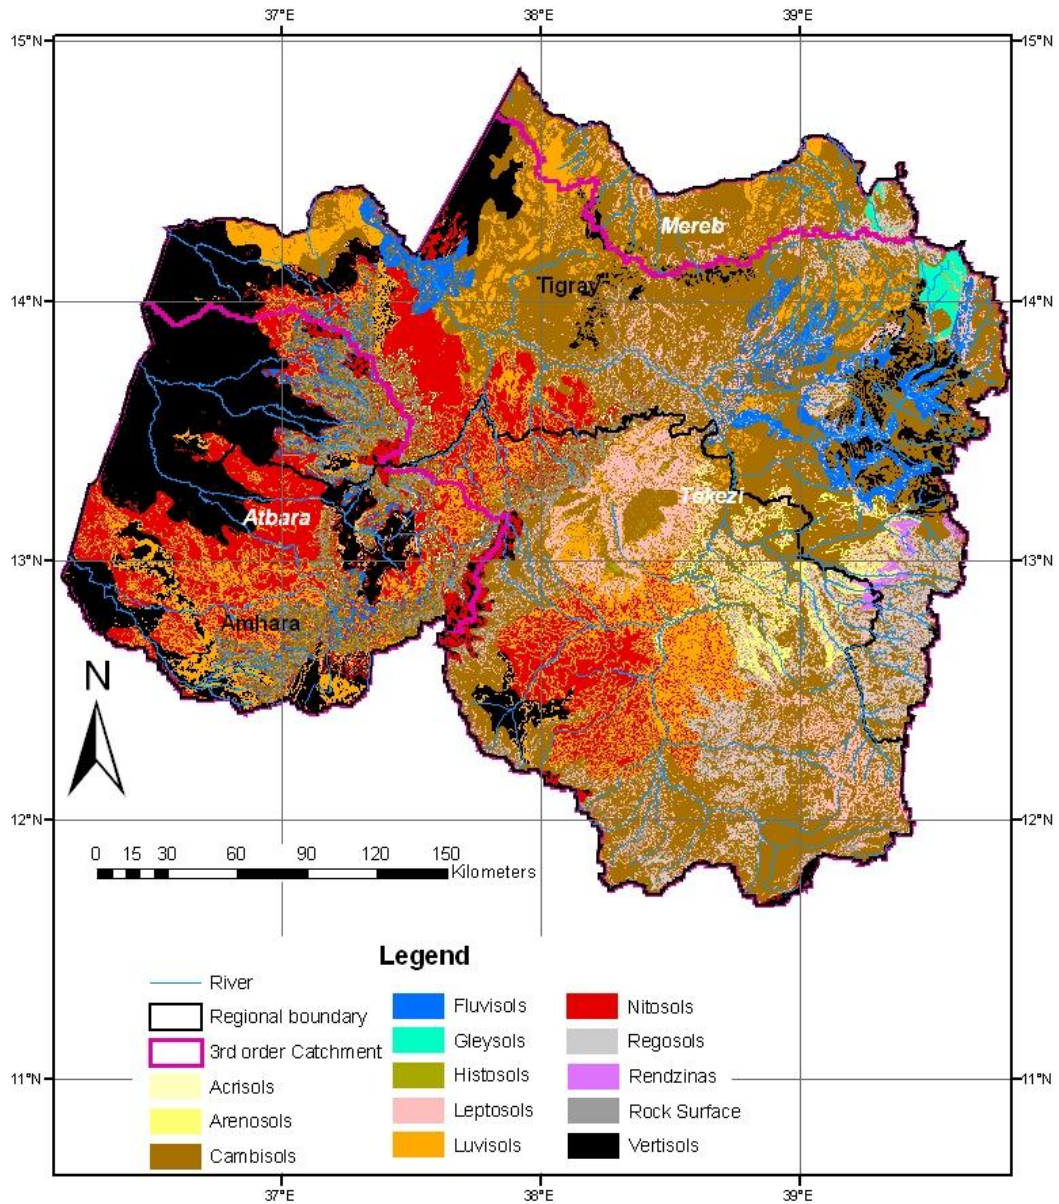 37°E 38°E 39°E
15°N 15°N
Mereb
Tigray
14°N 14°N
Tekezi
Atbara
13°N 13°N
Amhara
N
12°N 12°N
0 15 30 60 90 120 150
Kilometers
Legend
River
Regional boundary
3rd order Catchment
Acrisols
Arenosols
Cambisols
Fluvisols
Gleysols
Histosols
Leptosols
Luvisols
Nitosols
Regosols
Rendzinas
Rock Surface
Vertisols
11°N 11°N
37°E 38°E 39°E